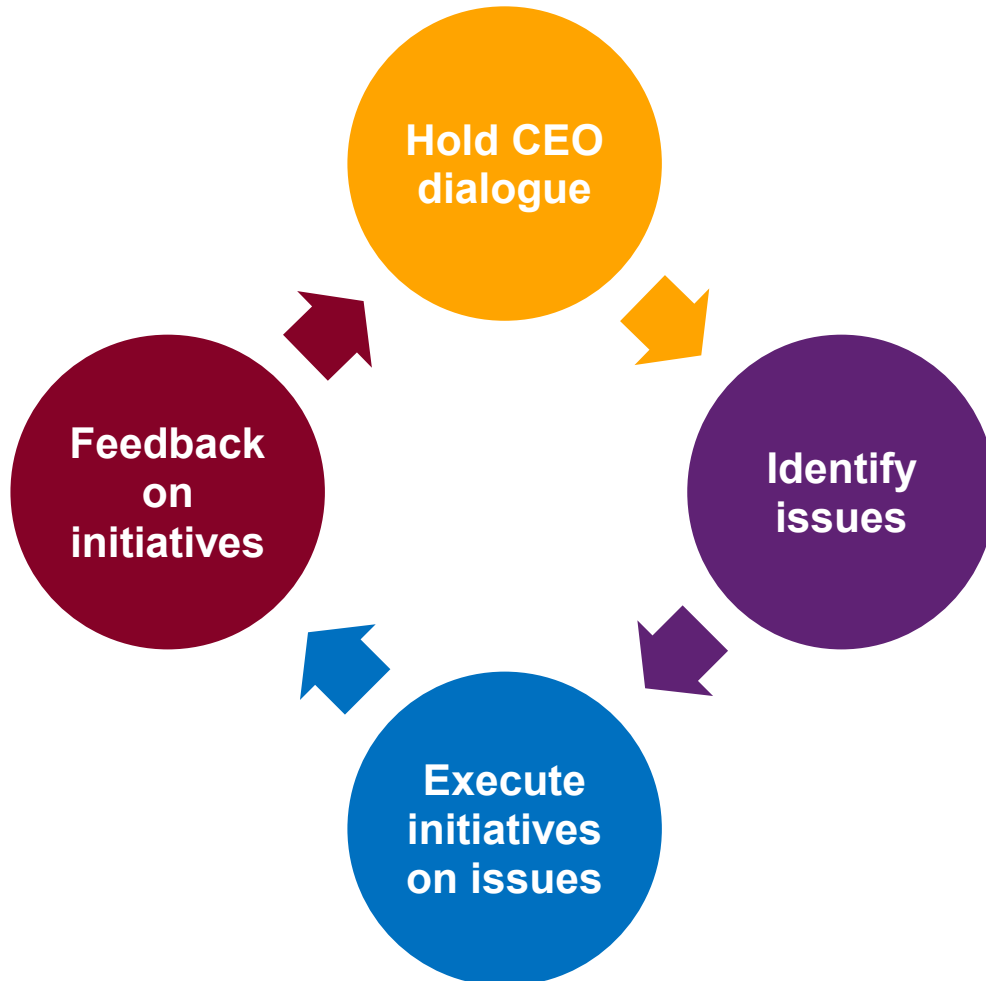 Hold CEO
dialogue
Identify
issues
Execute
initiatives
on issues
Feedback
on
initiatives